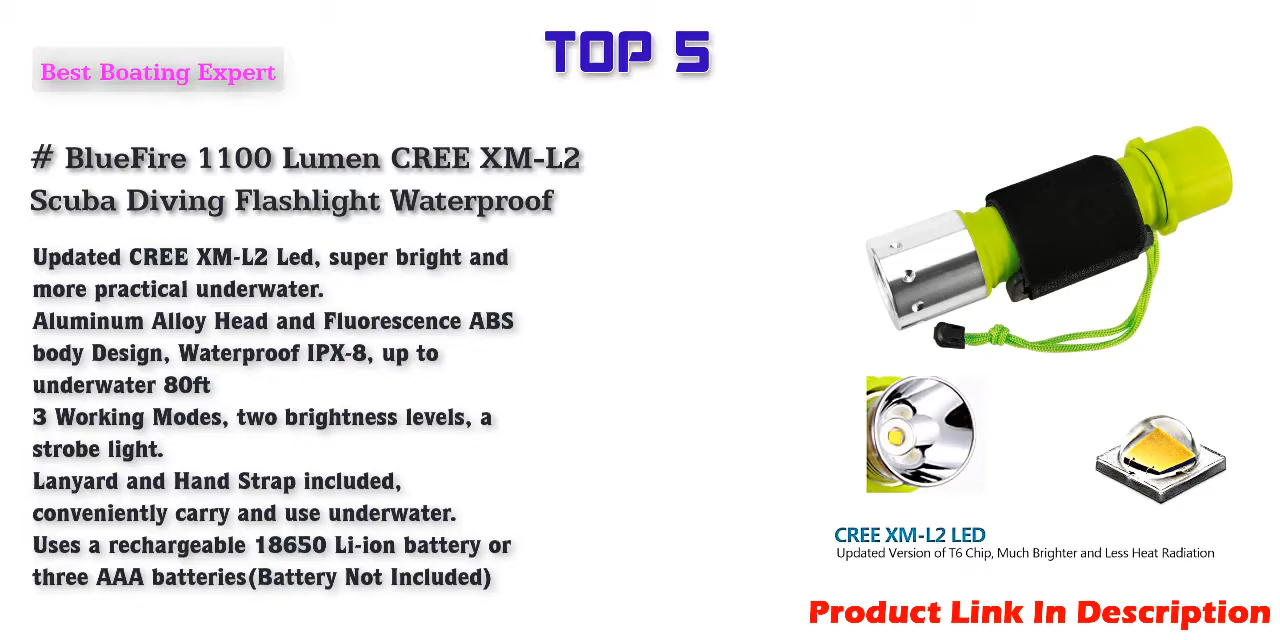 TOP 5
Best Boating Expert
# BlueFire 1100 Lumen CREE XM-L2
Scuba Diving Flashlight Waterproof
Updated CREE XM-L2 Led, super bright and
more practical underwater.
Aluminum Alloy Head and Fluorescence ABS
body Design, Waterproof IPX-8, up to
underwater 80ft
3 Working Modes, two brightness levels, a
strobe light.
Lanyard and Hand Strap included,
conveniently carry and use underwater.
Uses a rechargeable 18650 Li-ion battery or
three AAA batteries(Battery Not Included)
CREE XM-L2 LED
Updated Version of T6 Chip, Much Brighter and Less Heat Radiation
Product Link In Description